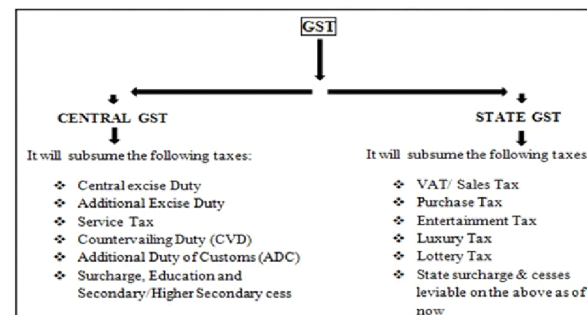 GST
CENTRAL GST
It will subsume the following taxes:
❖ Central excise Duty
❖ Additional Excise Duty
❖ Service Tax
❖ Countervailing Duty (CVD)
❖ Additional Duty of Customs (ADC)
❖ Surcharge, Education and
Secondary/Higher Secondary cess
STATE GST
It will subsume the following taxes
❖ VAT/ Sales Tax
❖ Purchase Tax
❖ Entertainment Tax
❖ Luxury Tax
❖ Lottery Tax
❖ State surcharge & cesses
leviable on the above as of
now